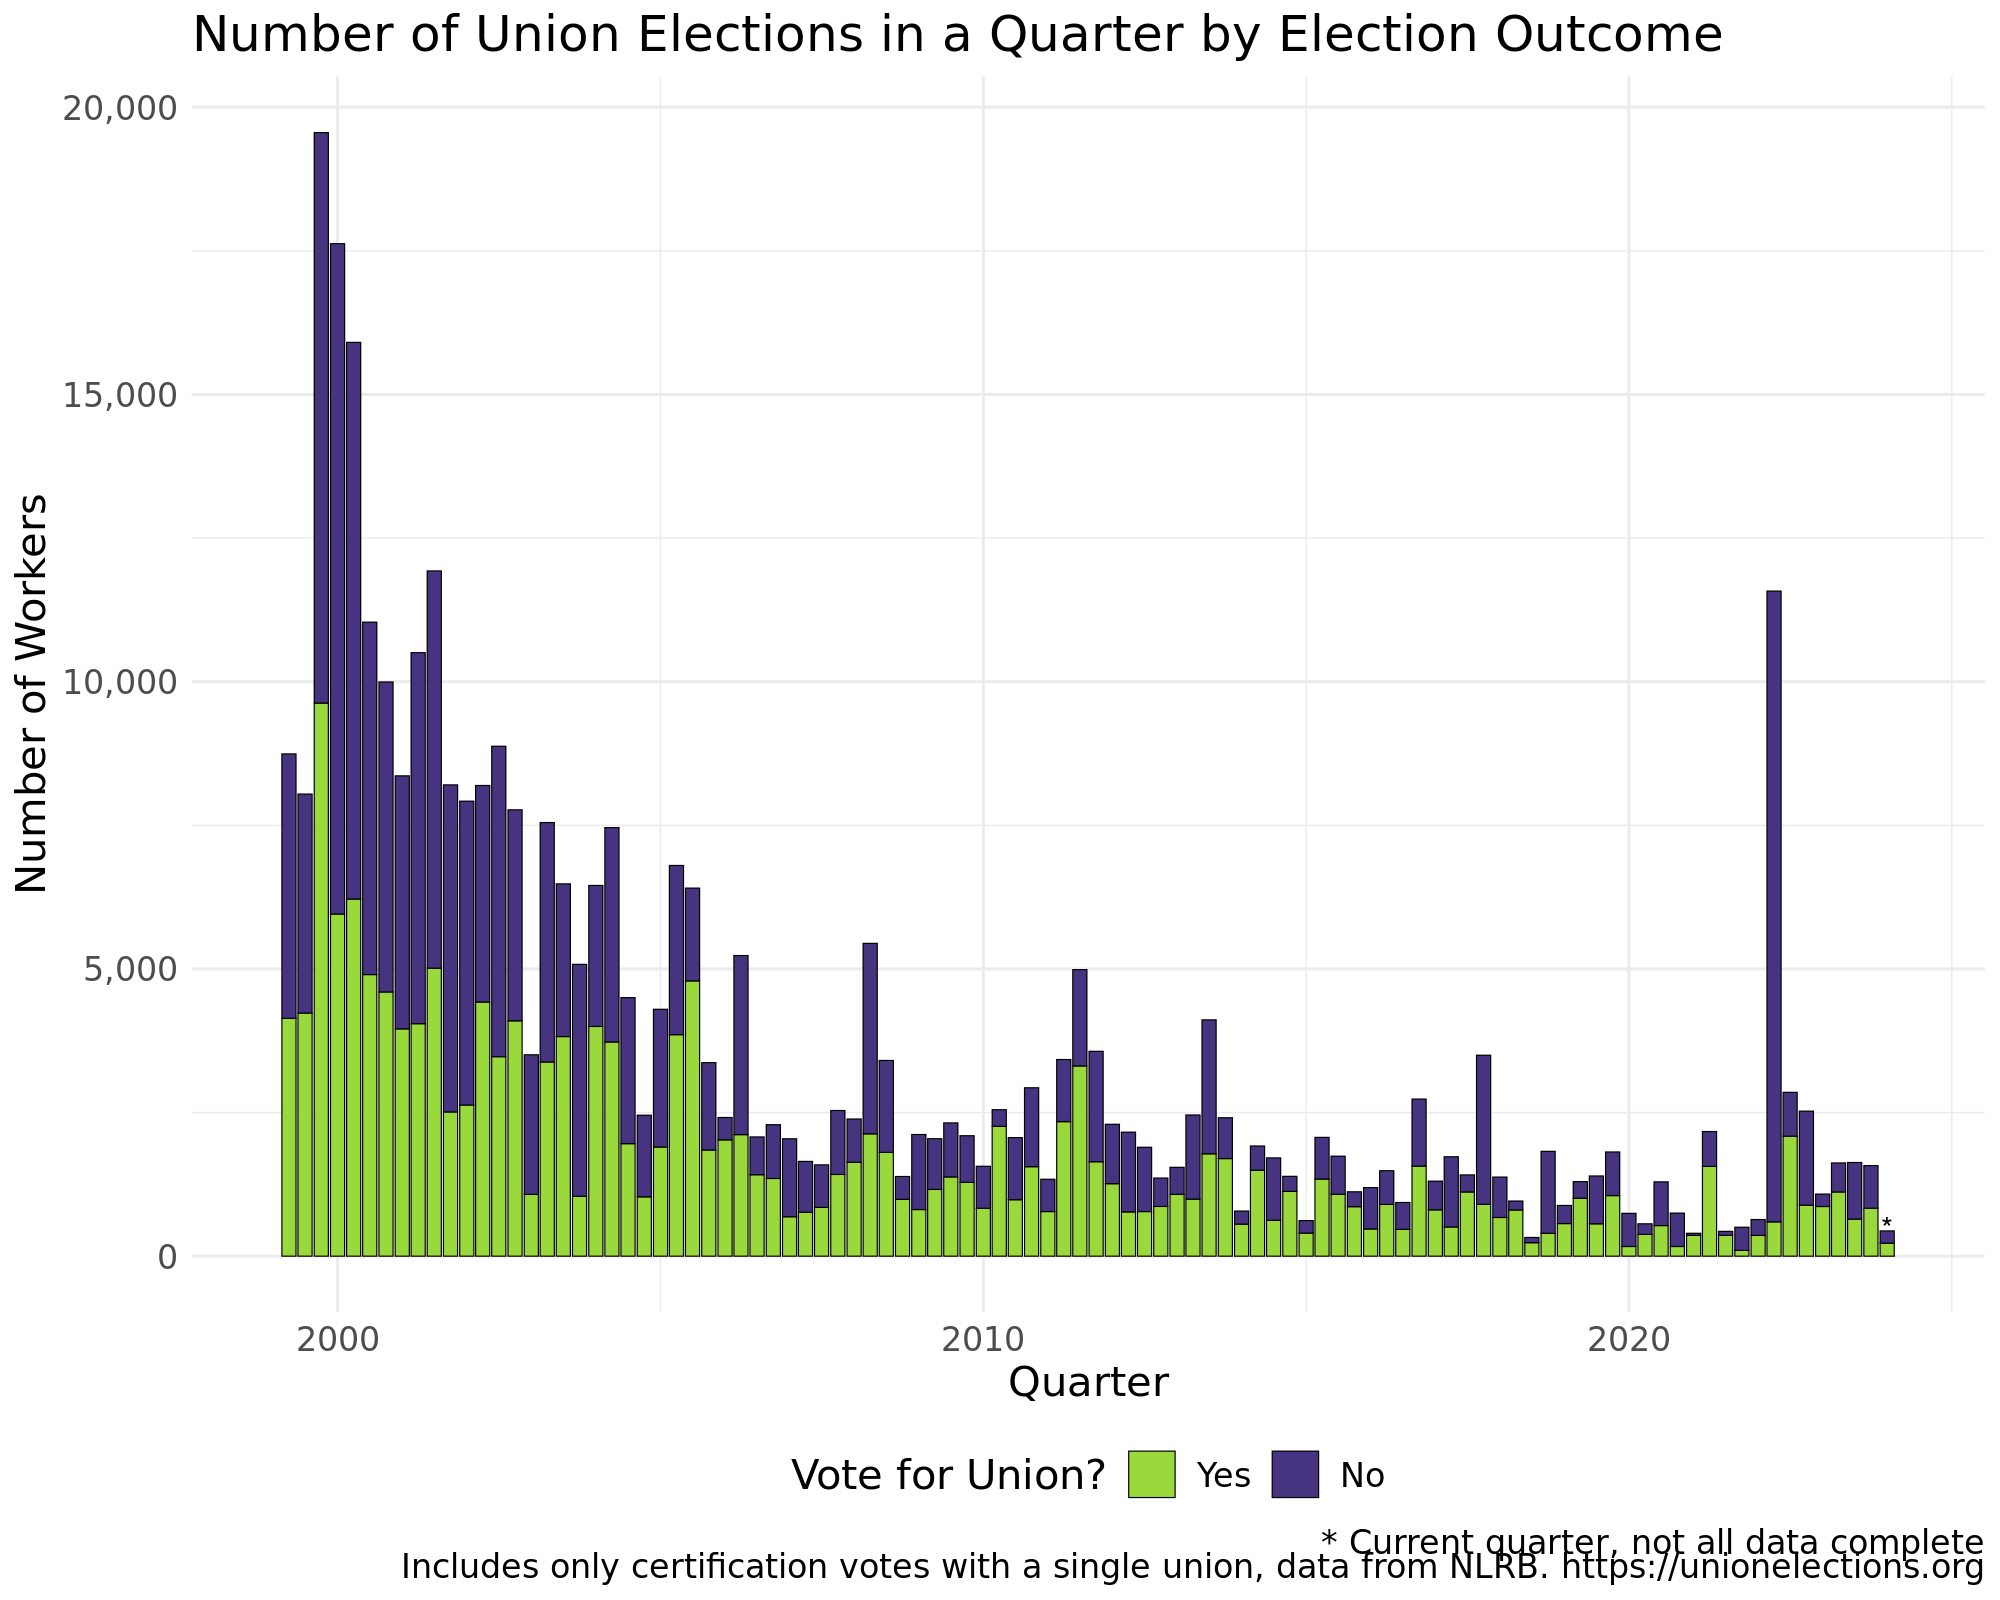 Number of Union Elections in a Quarter by Election Outcome
20,000
15,000
10,000
5,000
0
Number of Workers
*
2000
2010
2020
Quarter
Vote for Union?
Yes
No
* Current quarter, not all data complete
Includes only certification votes with a single union, data from NLRB. https://unionelections.org